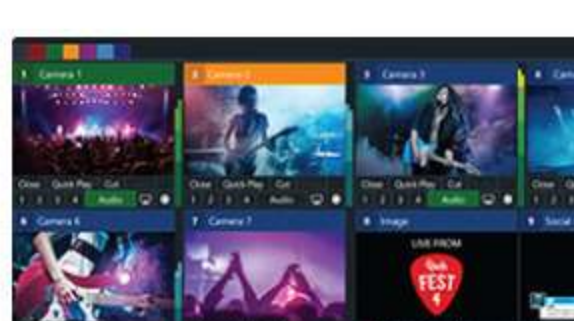 1 Camera 1
2 Camera 2
3 Camera 3
4
Close Quick Play Cut
Close Quick Play Cut
Close Quick Play Cut
1 2 3 4 Audio
1 2 3 4 Audio
1 2 3 4 Audio
6 Camera 6
7 Camera 7
8 Image
9 Social
LIVE FROM
Rock
FEST
4